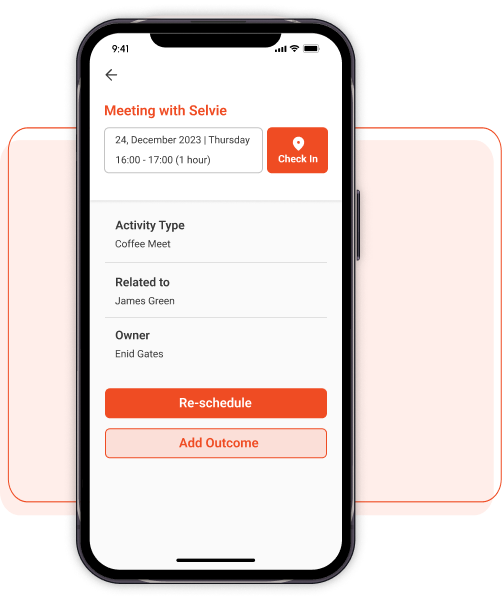 9:41
Meeting with Selvie
24, December 2023 | Thursday
16:00 - 17:00 (1 hour)
Check In
Activity Type
Coffee Meet
Related to
James Green
Owner
Enid Gates
Re-schedule
Add Outcome